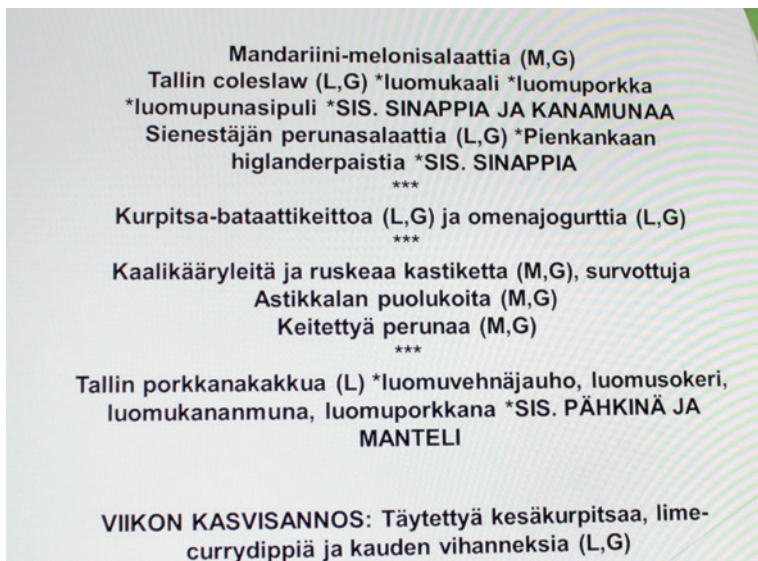 Mandariini-melonisalaattia (M,G)
Tallin coleslaw (L,G) *luomukaali *luomuporkka
*luomupunasipuli *SIS. SINAPPIA JA KANAMUNAA
Sienestäjän perunasalaattia (L,G) *Pienkankaan
higlanderpaistia *SIS. SINAPPIA
***
Kurpitsa-bataattikeittoa (L,G) ja omenajogurttia (L,G)
***
Kaalikääryleitä ja ruskeaa kastiketta (M,G), survottuja
Astikkalan puolukoita (M,G)
Keitettyä perunaa (M,G)
***
Tallin porkkanakakkua (L) *luomuvehnäjauho, luomusokeri,
luomukananmuna, luomuporkkana *SIS. PÄHKINÄ JA
MANTELI
VIIKON KASVISANNOS: Täytettyä kesäkurpitsaa, lime-
currydippiä ja kauden vihanneksia (L,G)